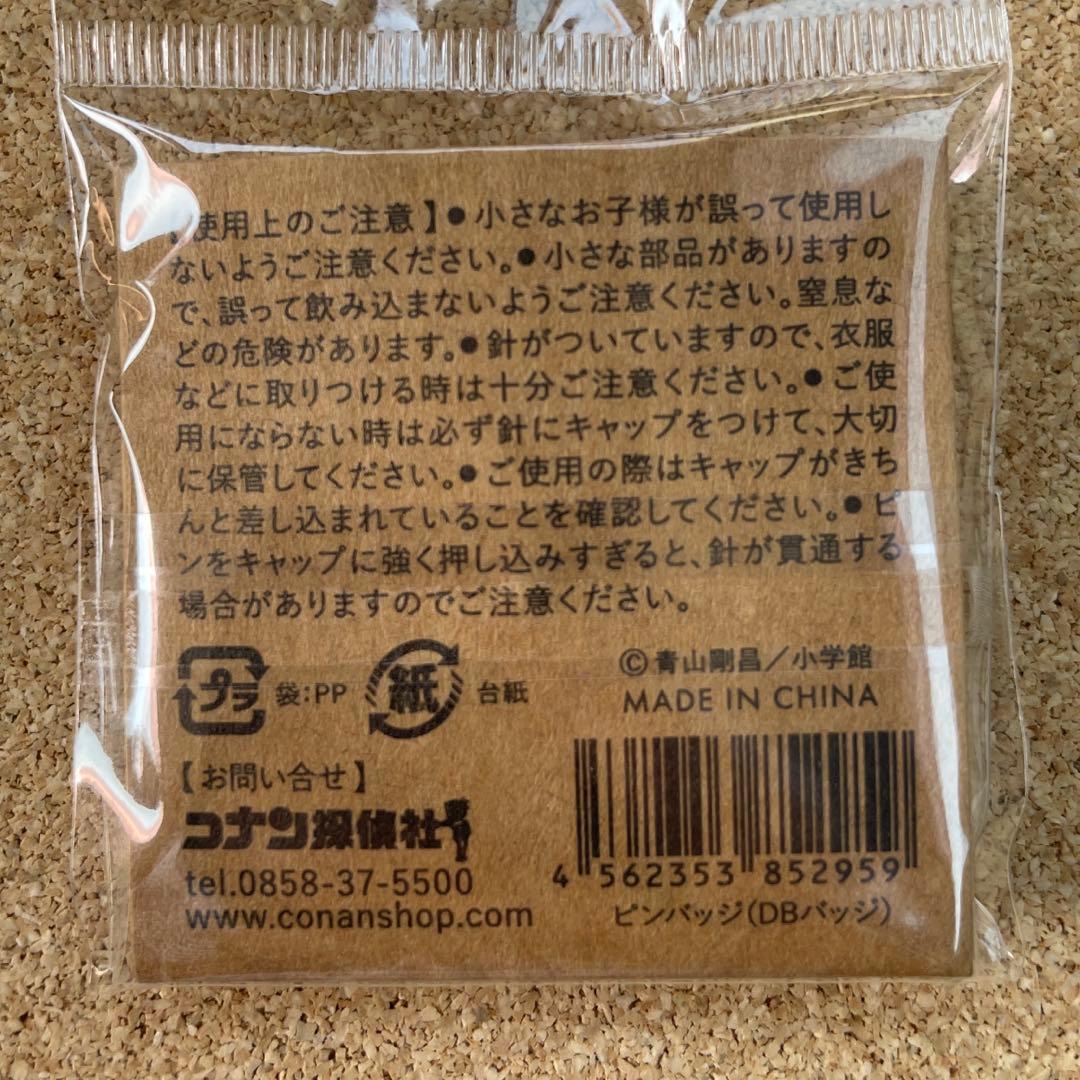 【使用上のご注意】●小さなお子様が誤って使用し
ないようご注意ください。●小さな部品がありますの
で、誤って飲み込まないようご注意ください。窒息な
どの危険があります。●針がついていますので、衣服
などに取りつける時は十分ご注意ください。●ご使
用にならない時は必ず針にキャップをつけて、大切
に保管してください。●ご使用の際はキャップがきち
んと差し込まれていることを確認してください。●ピ
ンをキャップに強く押し込みすぎると、針が貫通する
場合がありますのでご注意ください。
プラ 袋:PP 紙 台紙
©青山剛昌/小学館
MADE IN CHINA
【お問い合せ】
コナン探偵社
tel.0858-37-5500
www.conanshop.com
4 562353 852959
ピンバッジ(DBバッジ)